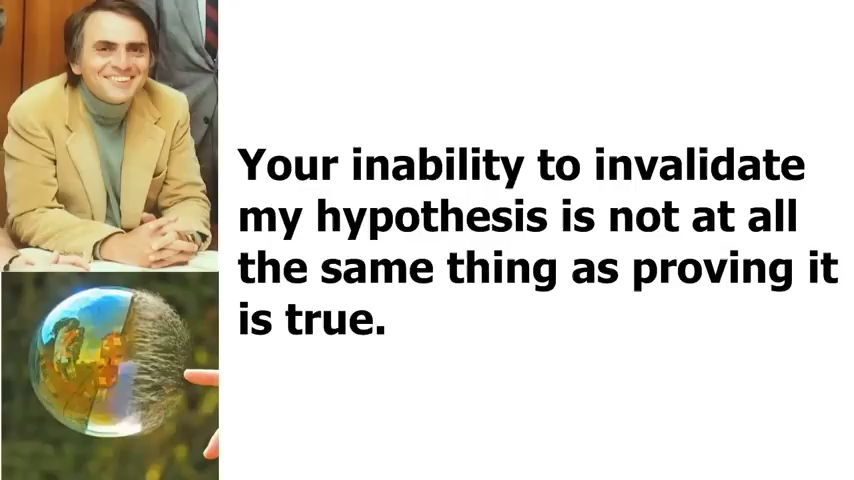 Your inability to invalidate
my hypothesis is not at all
the same thing as proving it
is true.